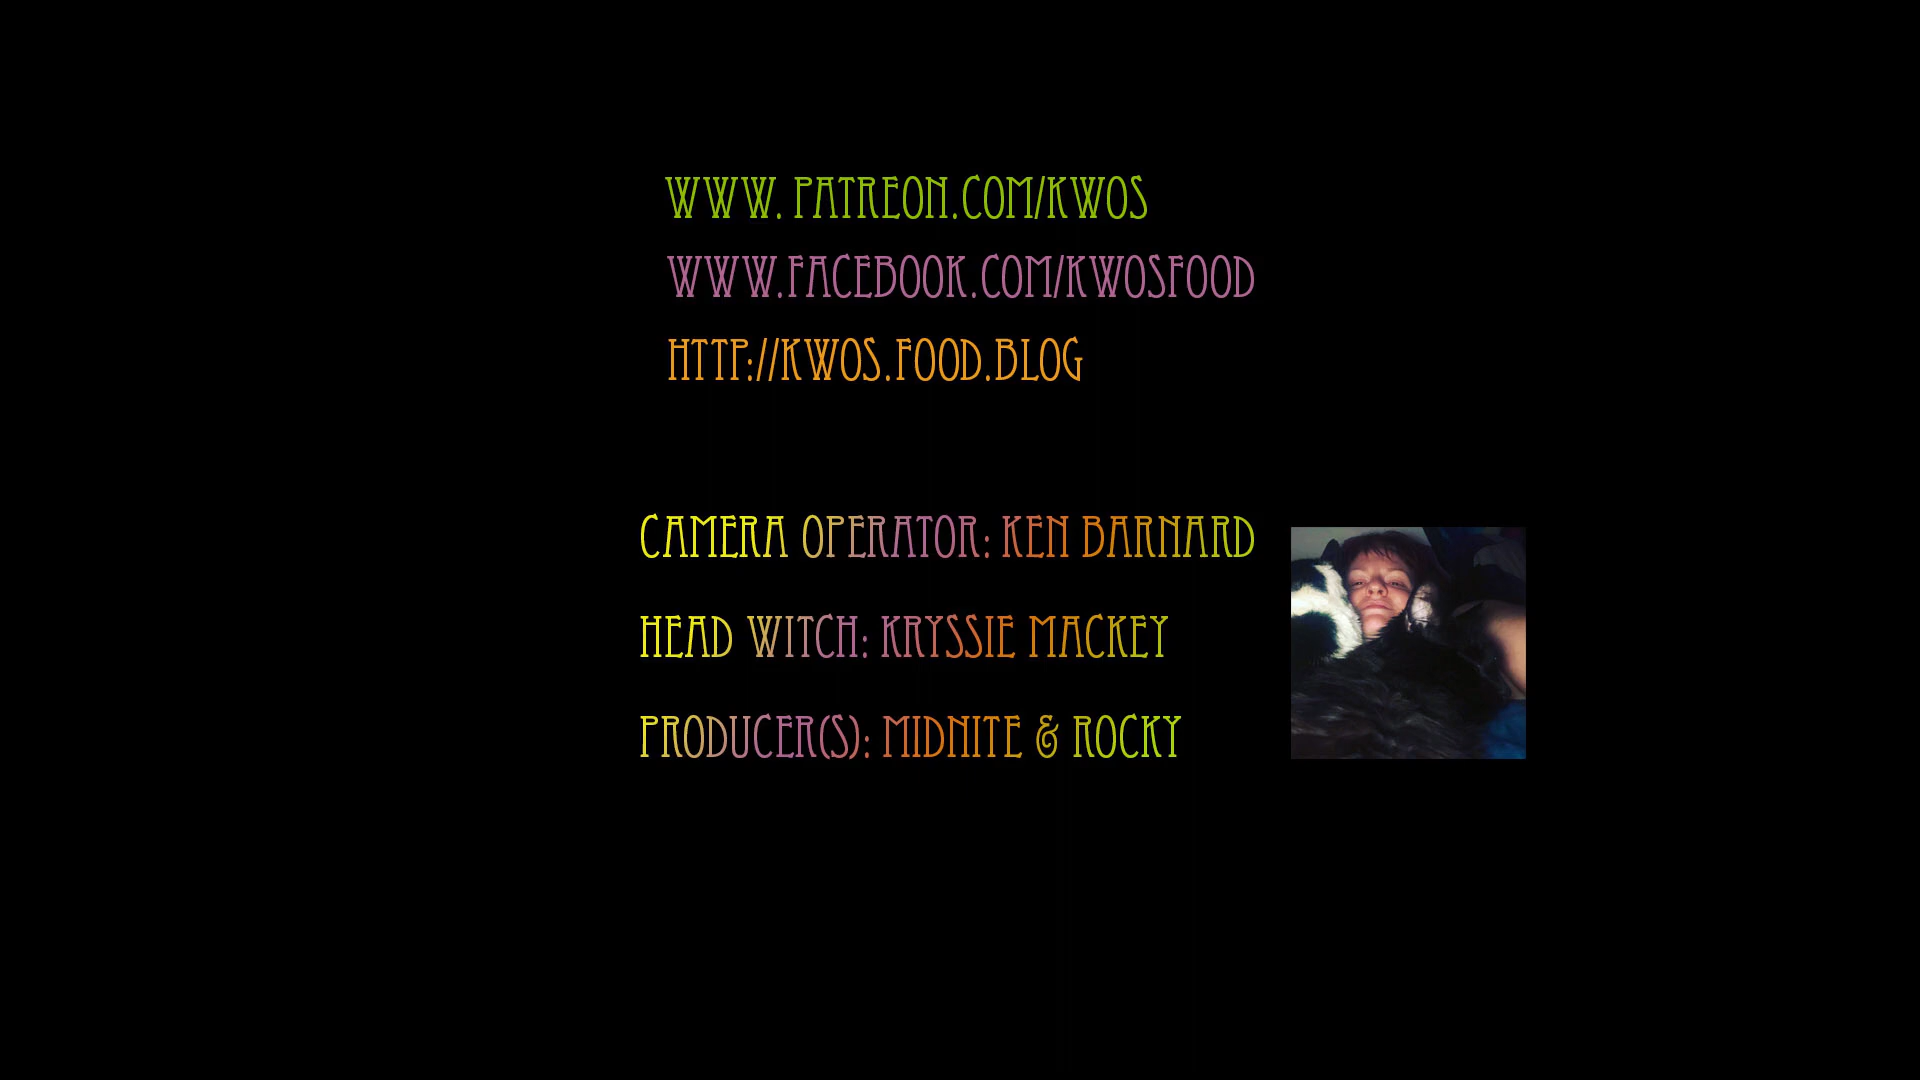 WWW. PATREON.COM/KWOS
WWW.FACEBOOK.COM/KWOSFOOD
HTTP://KWOS.FOOD.BLOG
CAMERA OPERATOR: KEN BARNARD
HEAD WITCH: KRYSSIE MACKEY
PRODUCER(S): MIDNITE & ROCKY